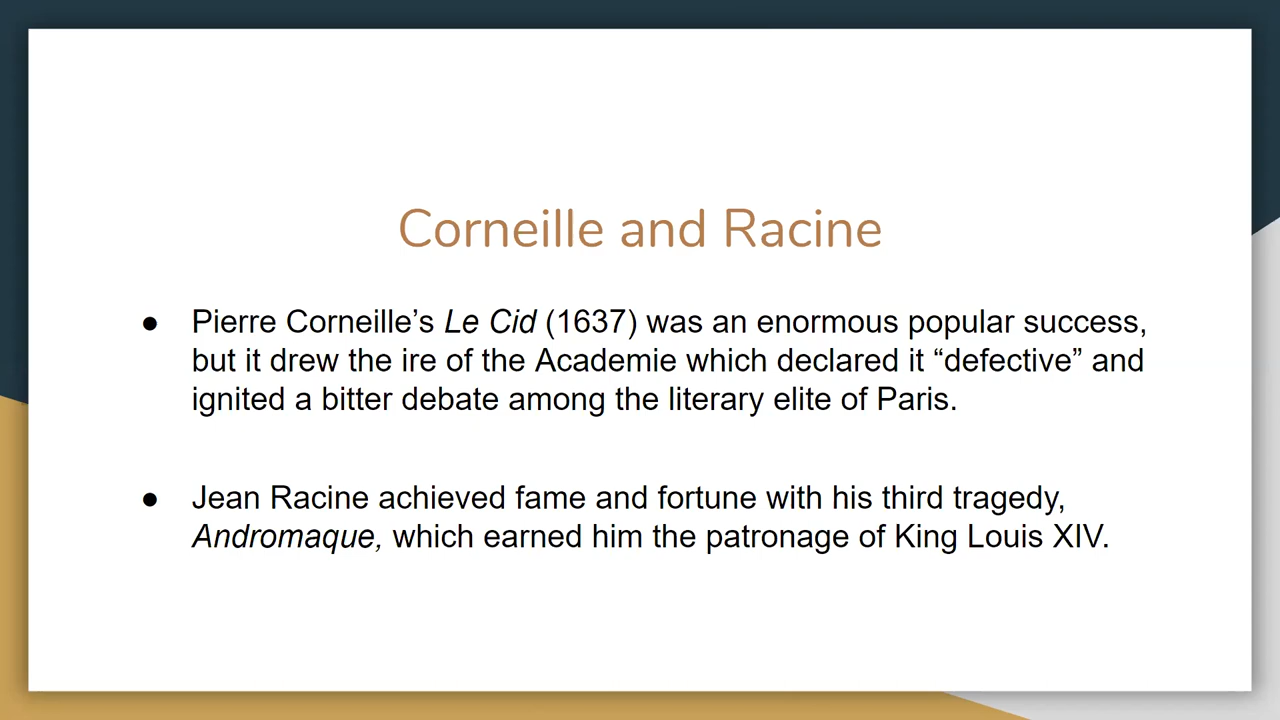 Corneille and Racine
● Pierre Corneille’s Le Cid (1637) was an enormous popular success,
but it drew the ire of the Academie which declared it “defective” and
ignited a bitter debate among the literary elite of Paris.
● Jean Racine achieved fame and fortune with his third tragedy,
Andromaque, which earned him the patronage of King Louis XIV.